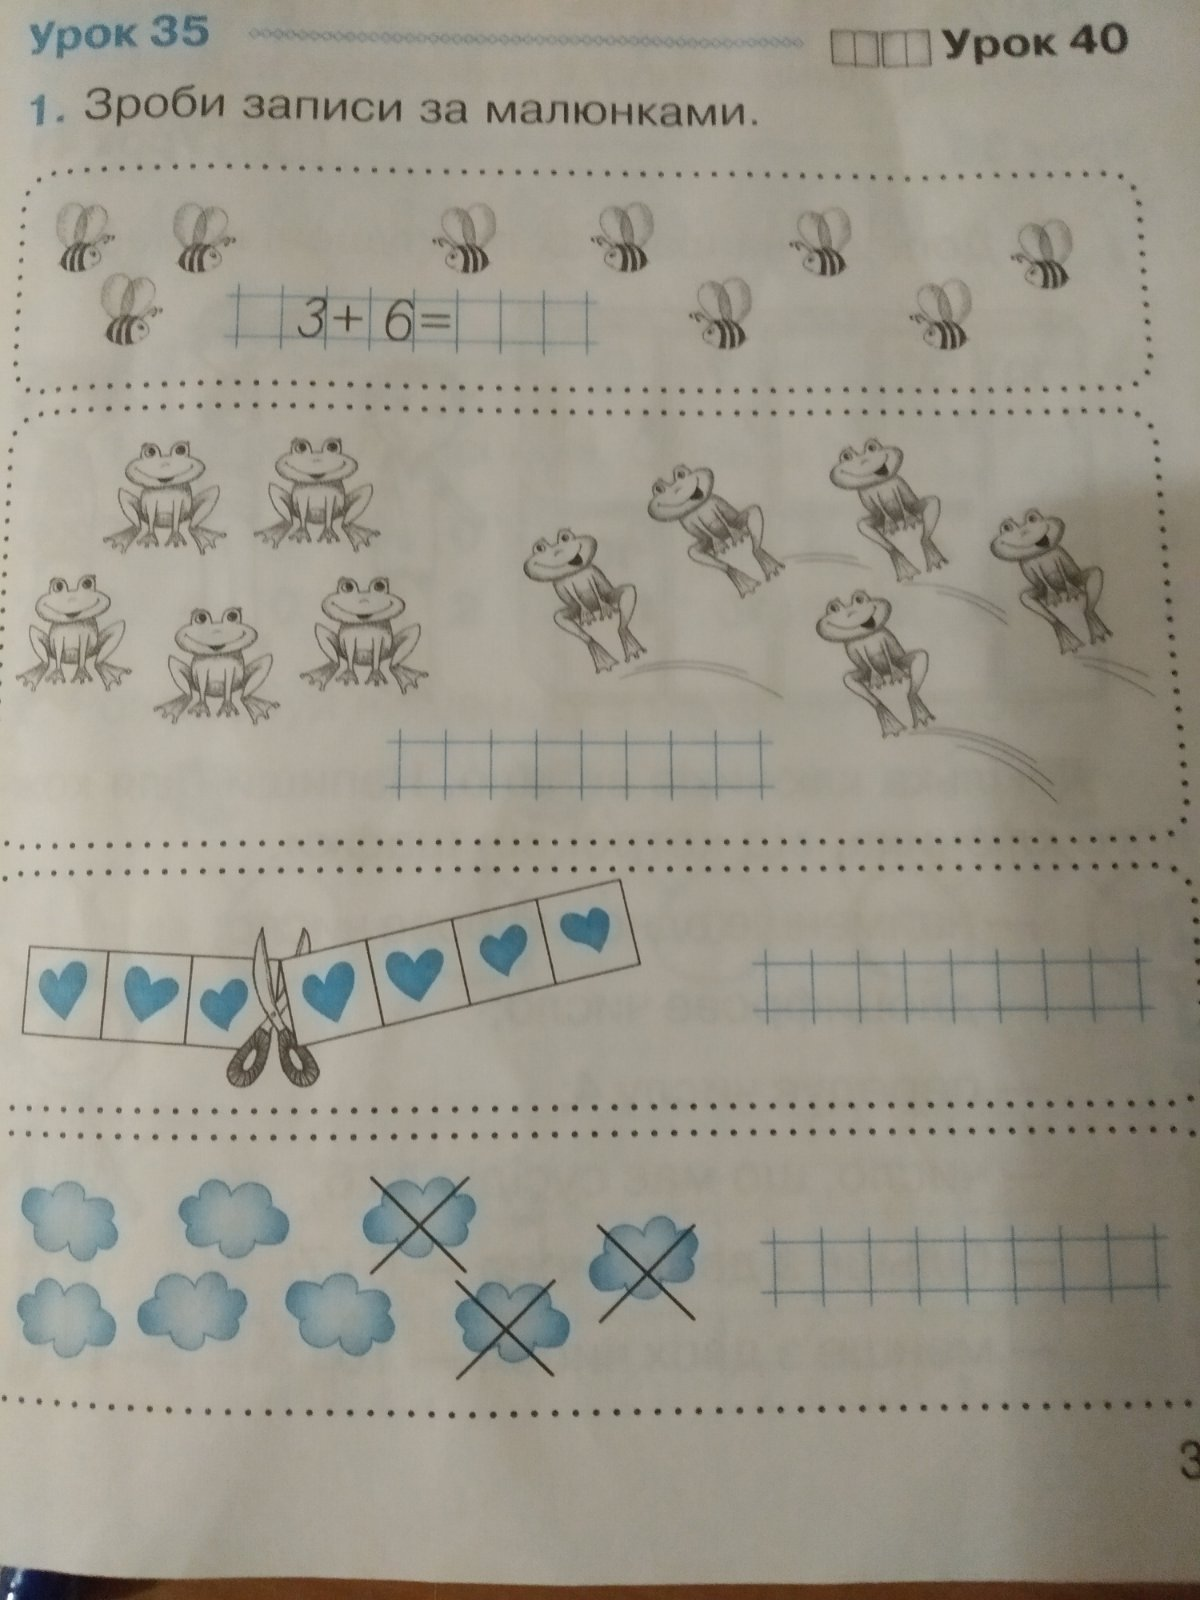 Урок 35
Урок 40
1. Зроби записи за малюнками.
3 + 6 =
3